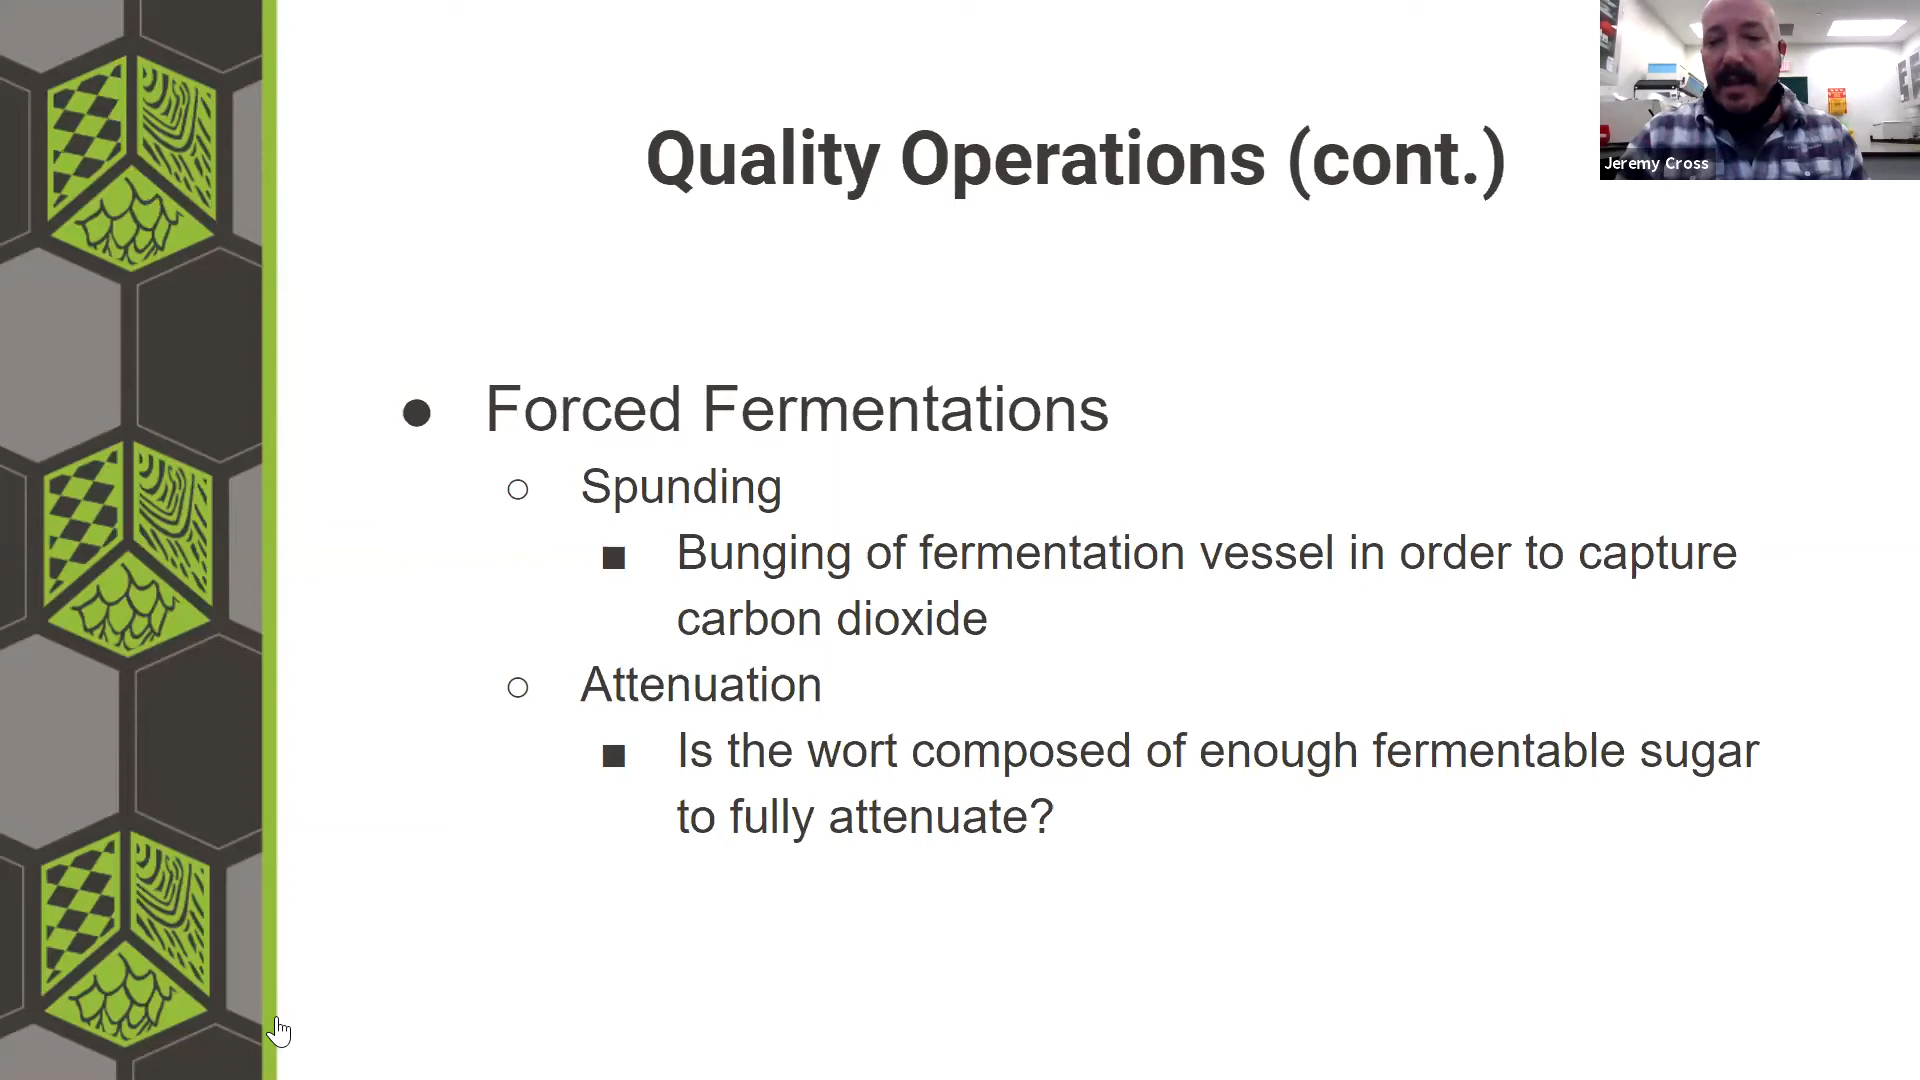 Quality Operations (cont.)
Jeremy Cross
● Forced Fermentations
○ Spunding
■ Bunging of fermentation vessel in order to capture
carbon dioxide
○ Attenuation
■ Is the wort composed of enough fermentable sugar
to fully attenuate?